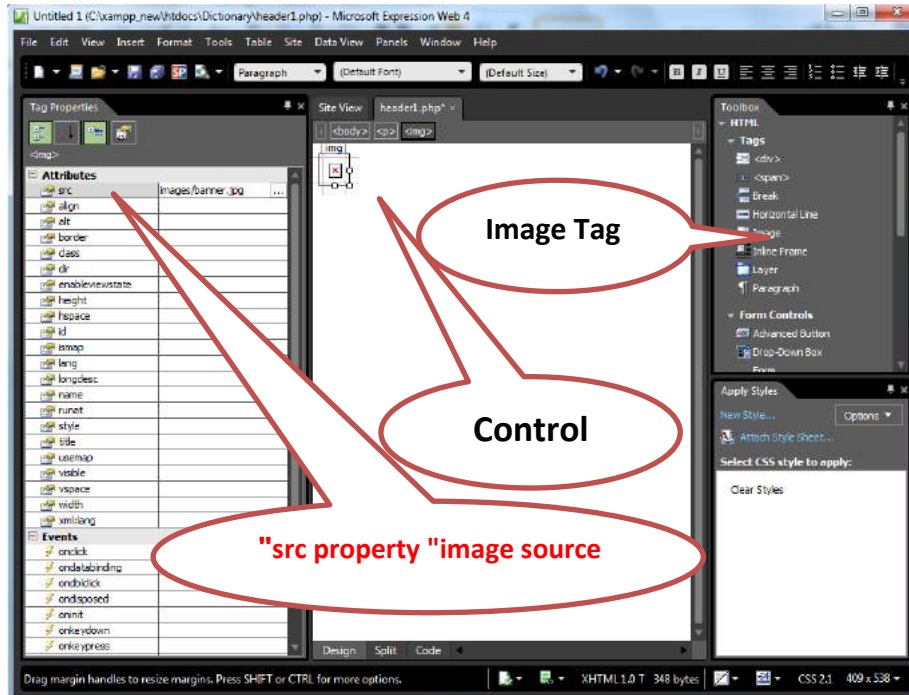 Untitled 1 (C:\xampp_new\htdocs\Dictionary\header1.php) - Microsoft Expression Web 4
File Edit View Insert Format Tools Table Site Data View Panels Window Help
Paragraph (Default Font) (Default Size) B I U
Tag Properties
<img>
Attributes
src images/banner.jpg ...
align
alt
border
class
dir
enableviewstate
height
hspace
id
ismap
lang
longdesc
name
runat
style
title
usemap
visible
vspace
width
xml:lang
Events
onclick
ondatabinding
ondblclick
ondisposed
oninit
onkeydown
onkeypress
Site View header1.php*
<body> <p> <img>
img
Image Tag
Control
"src property "image source
Design Split Code
Toolbox
HTML
Tags
<div>
<span>
Break
Horizontal Line
Image
Inline Frame
Layer
Paragraph
Form Controls
Advanced Button
Drop-Down Box
Form
Apply Styles
New Style... Options
Attach Style Sheet...
Select CSS style to apply:
Clear Styles
Drag margin handles to resize margins. Press SHIFT or CTRL for more options. XHTML 1.0 T 348 bytes CSS 2.1 409 x 538